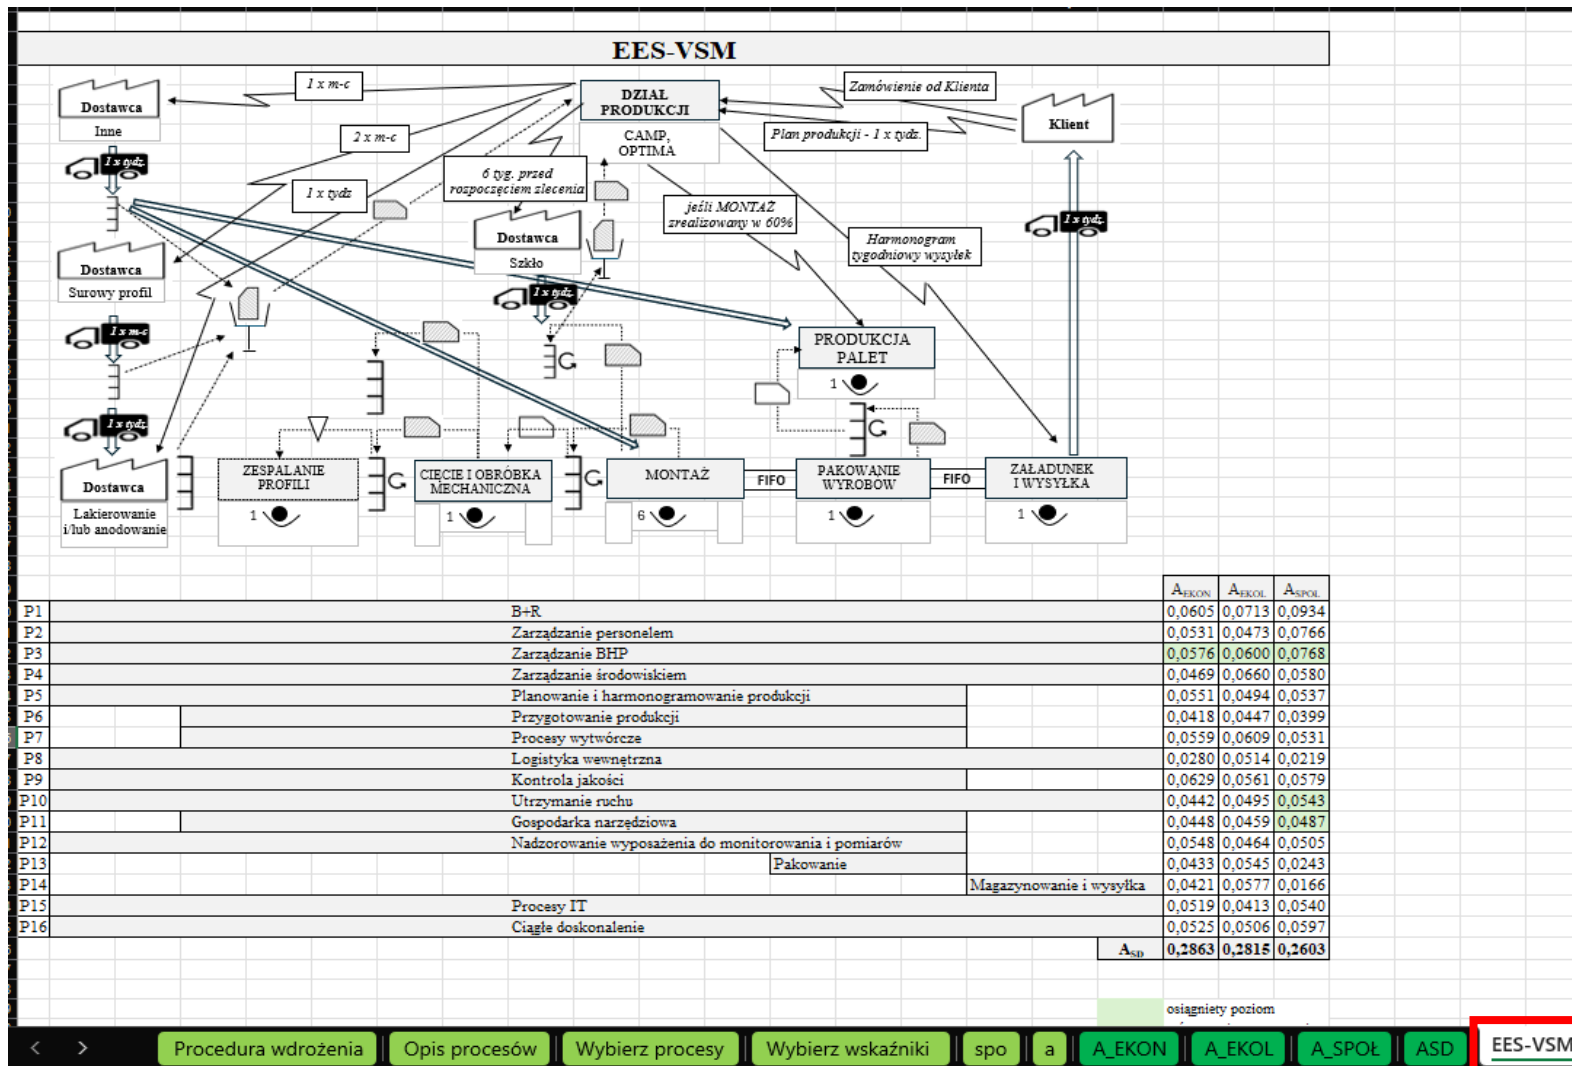 EES-VSM
1 x m-c
DZIAŁ
PRODUKCJI
CAMP,
OPTIMA
Zamówienie od Klienta
Plan produkcji - 1 x tydz.
Klient
Dostawca
Inne
1 x tydz.
2 x m-c
1 x tydz
6 tyg. przed
rozpoczęciem zlecenia
jeśli MONTAŻ
zrealizowany w 60%
Harmonogram
tygodniowy wysyłek
1 x tydz.
Dostawca
Szkło
1 x tydz.
Dostawca
Surowy profil
1 x m-c
1 x tydz.
PRODUKCJA
PALET
1
Dostawca
Lakierowanie
i/lub anodowanie
ZESPALANIE
PROFILI
1
CIĘCIE I OBRÓBKA
MECHANICZNA
1
MONTAŻ
6
FIFO
PAKOWANIE
WYROBÓW
1
FIFO
ZAŁADUNEK
I WYSYŁKA
1
A_EKON A_EKOL A_SPOŁ
P1 B+R 0,0605 0,0713 0,0934
P2 Zarządzanie personelem 0,0531 0,0473 0,0766
P3 Zarządzanie BHP 0,0576 0,0600 0,0768
P4 Zarządzanie środowiskiem 0,0469 0,0660 0,0580
P5 Planowanie i harmonogramowanie produkcji 0,0551 0,0494 0,0537
P6 Przygotowanie produkcji 0,0418 0,0447 0,0399
P7 Procesy wytwórcze 0,0559 0,0609 0,0531
P8 Logistyka wewnętrzna 0,0280 0,0514 0,0219
P9 Kontrola jakości 0,0629 0,0561 0,0579
P10 Utrzymanie ruchu 0,0442 0,0495 0,0543
P11 Gospodarka narzędziowa 0,0448 0,0459 0,0487
P12 Nadzorowanie wyposażenia do monitorowania i pomiarów 0,0548 0,0464 0,0505
P13 Pakowanie 0,0433 0,0545 0,0243
P14 Magazynowanie i wysyłka 0,0421 0,0577 0,0166
P15 Procesy IT 0,0519 0,0413 0,0540
P16 Ciągłe doskonalenie 0,0525 0,0506 0,0597
A_SD 0,2863 0,2815 0,2603
osiągniety poziom
Procedura wdrożenia Opis procesów Wybierz procesy Wybierz wskaźniki spo a A_EKON A_EKOL A_SPOŁ ASD EES-VSM